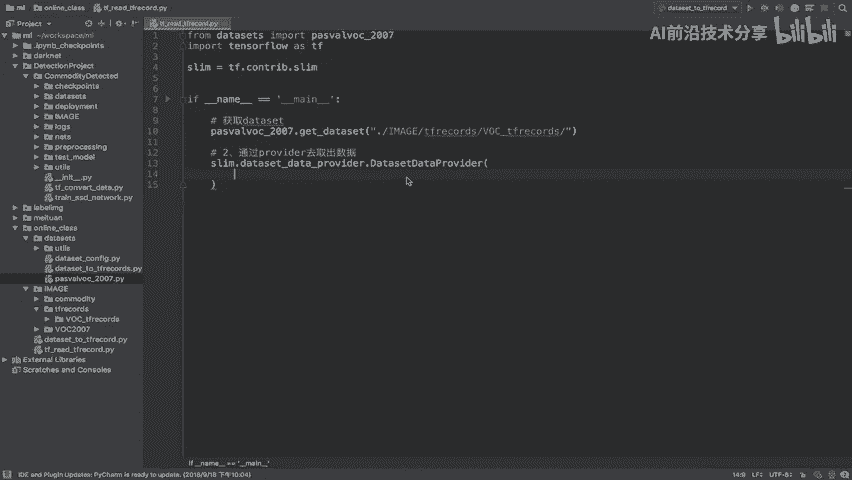 Project
online_class
tf_read_tfrecord.py
dataset_to_tfrecord
AI前沿技术分享
bilibili
Project
tf_read_tfrecord.py
ml ~/workspace/ml
.ipynb_checkpoints
darknet
DetectionProject
CommodityDetected
checkpoints
datasets
deployment
IMAGE
logs
nets
preprocessing
test_model
utils
__init__.py
tf_convert_data.py
train_ssd_network.py
labelimg
meituan
online_class
datasets
utils
dataset_config.py
dataset_to_tfrecords.py
pasvalvoc_2007.py
IMAGE
commodity
tfrecords
VOC_tfrecords
VOC2007
dataset_to_tfrecord.py
tf_read_tfrecord.py
External Libraries
Scratches and Consoles
1 from datasets import pasvalvoc_2007
2 import tensorflow as tf
3
4 slim = tf.contrib.slim
5
6
7 if __name__ == '__main__':
8
9 # 获取dataset
10 pasvalvoc_2007.get_dataset("./IMAGE/tfrecords/VOC_tfrecords/")
11
12 # 2、通过provider去取出数据
13 slim.dataset_data_provider.DatasetDataProvider(
14
15 )
if __name__ == '__main__'
IDE and Plugin Updates: PyCharm is ready to update. (2018/9/18 下午10:04)
14:9 LF: UTF-8: